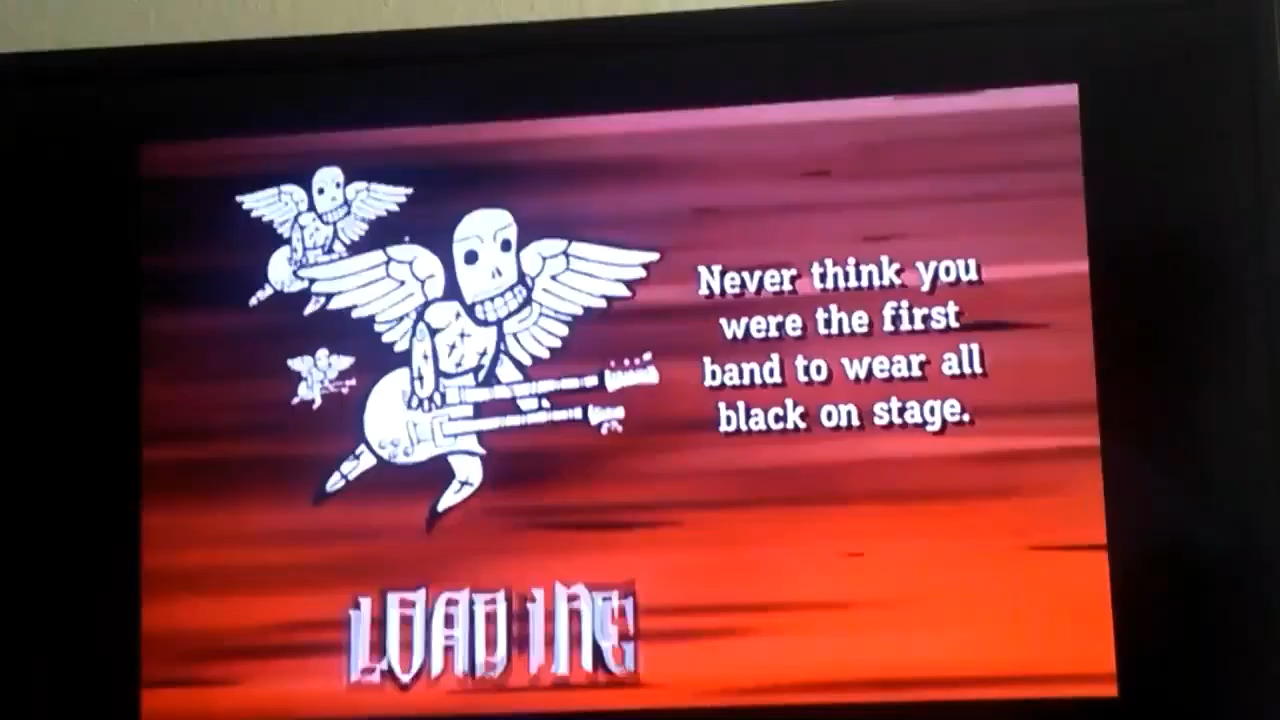 Never think you
were the first
band to wear all
black on stage.
LOADING